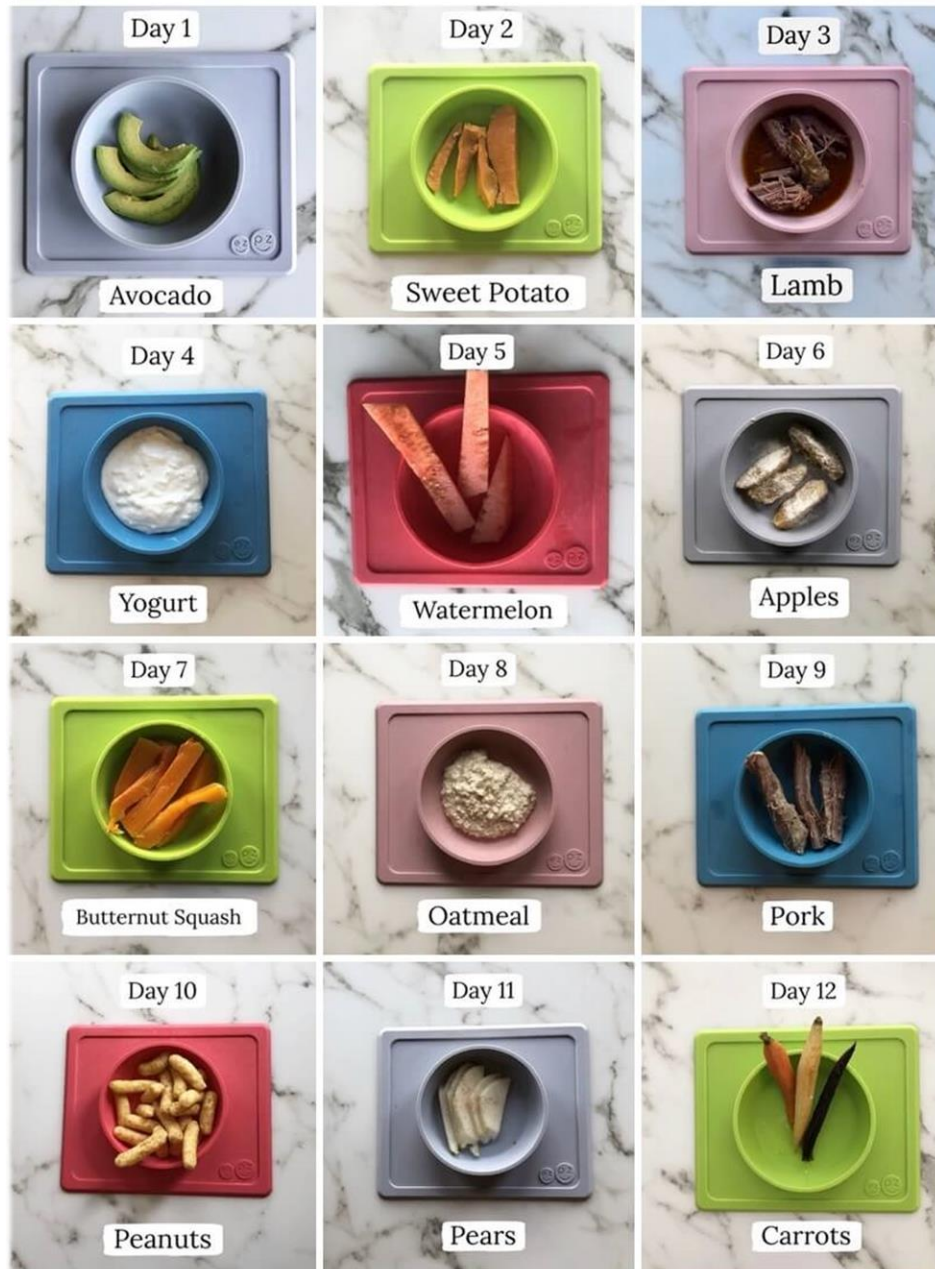 Day 1
Day 2
Day 3
Avocado
Sweet Potato
Lamb
Day 4
Day 5
Day 6
Yogurt
Watermelon
Apples
Day 7
Day 8
Day 9
Butternut Squash
Oatmeal
Pork
Day 10
Day 11
Day 12
Peanuts
Pears
Carrots